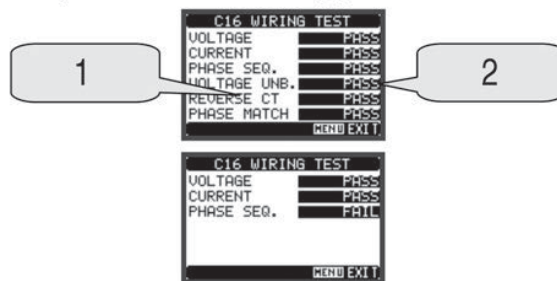 C16 WIRING TEST
VOLTAGE PASS
CURRENT PASS
PHASE SEQ. PASS
VOLTAGE UNB. PASS
REVERSE CT PASS
PHASE MATCH PASS
MENU EXIT
1
2
C16 WIRING TEST
VOLTAGE PASS
CURRENT PASS
PHASE SEQ. FAIL
MENU EXIT